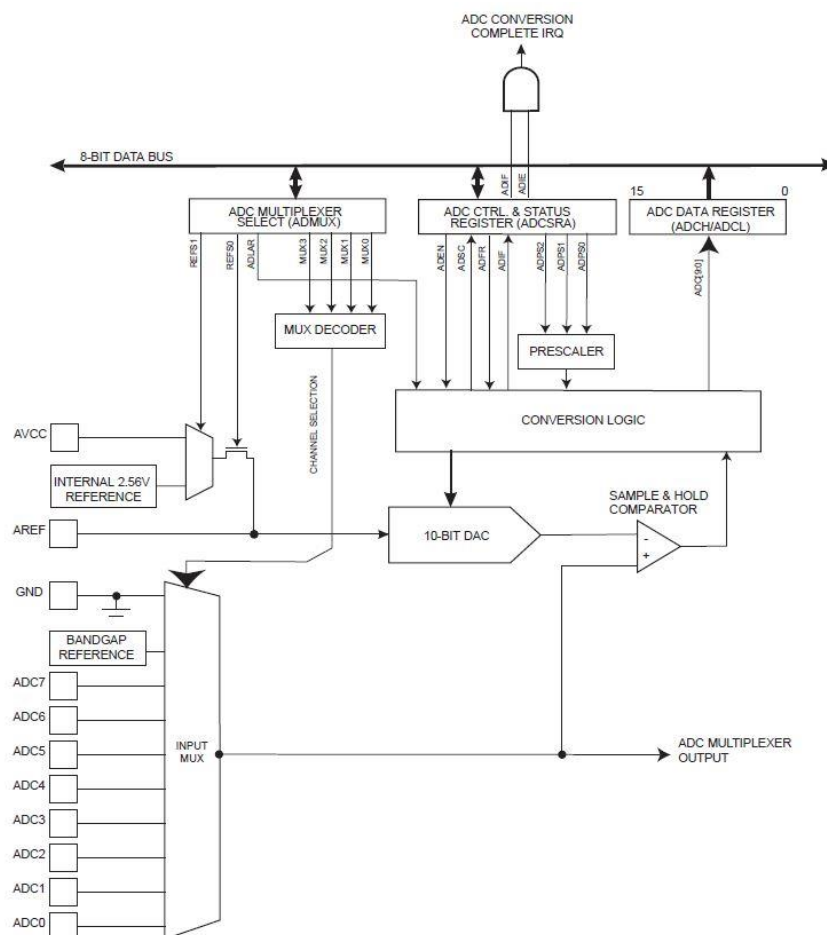 ADC CONVERSION
COMPLETE IRQ
8-BIT DATA BUS
ADIF
ADIE
15
0
ADC MULTIPLEXER
SELECT (ADMUX)
ADC CTRL. & STATUS
REGISTER (ADCSRA)
ADC DATA REGISTER
(ADCH/ADCL)
REFS1
REFS0
ADLAR
MUX3
MUX2
MUX1
MUX0
ADEN
ADSC
ADFR
ADIF
ADPS2
ADPS1
ADPS0
ADC[9:0]
MUX DECODER
PRESCALER
CHANNEL SELECTION
CONVERSION LOGIC
AVCC
INTERNAL 2.56V
REFERENCE
SAMPLE & HOLD
COMPARATOR
AREF
10-BIT DAC
-
+
GND
BANDGAP
REFERENCE
ADC7
ADC6
ADC5
INPUT
MUX
ADC MULTIPLEXER
OUTPUT
ADC4
ADC3
ADC2
ADC1
ADC0